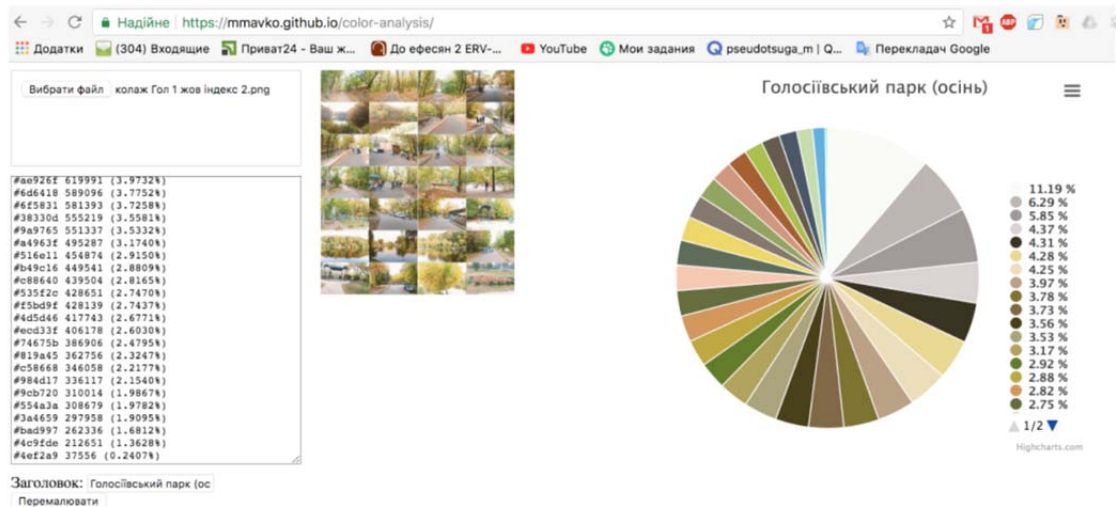 Надійне | https://mmavko.github.io/color-analysis/
Додатки (304) Входящие Приват24 - Ваш ж... До ефесян 2 ERV-... YouTube Мои задания pseudotsuga_m | Q... Перекладач Google
Вибрати файл колаж Гол 1 жов індекс 2.png
#ae926f 619991 (3.9732%)
#6d6418 589096 (3.7752%)
#6f5831 581393 (3.7258%)
#38330d 555219 (3.5581%)
#9a9765 551337 (3.5332%)
#a4963f 495287 (3.1740%)
#516e11 454874 (2.9150%)
#b49c16 449541 (2.8809%)
#c88640 439504 (2.8165%)
#535f2c 428651 (2.7470%)
#f5bd9f 428139 (2.7437%)
#4d5d46 417743 (2.6771%)
#ecd33f 406178 (2.6030%)
#74675b 386906 (2.4795%)
#819a45 362756 (2.3247%)
#c58668 346058 (2.2177%)
#984d17 336117 (2.1540%)
#9cb720 310014 (1.9867%)
#554a3a 308679 (1.9782%)
#3a4659 297958 (1.9095%)
#bad997 262336 (1.6812%)
#4c9fde 212651 (1.3628%)
#4ef2a9 37556 (0.2407%)
Заголовок: Голосіївський парк (ос
Перемалювати
Голосіївський парк (осінь)
11.19 %
6.29 %
5.85 %
4.37 %
4.31 %
4.28 %
4.25 %
3.97 %
3.78 %
3.73 %
3.56 %
3.53 %
3.17 %
2.92 %
2.88 %
2.82 %
2.75 %
1/2
Highcharts.com